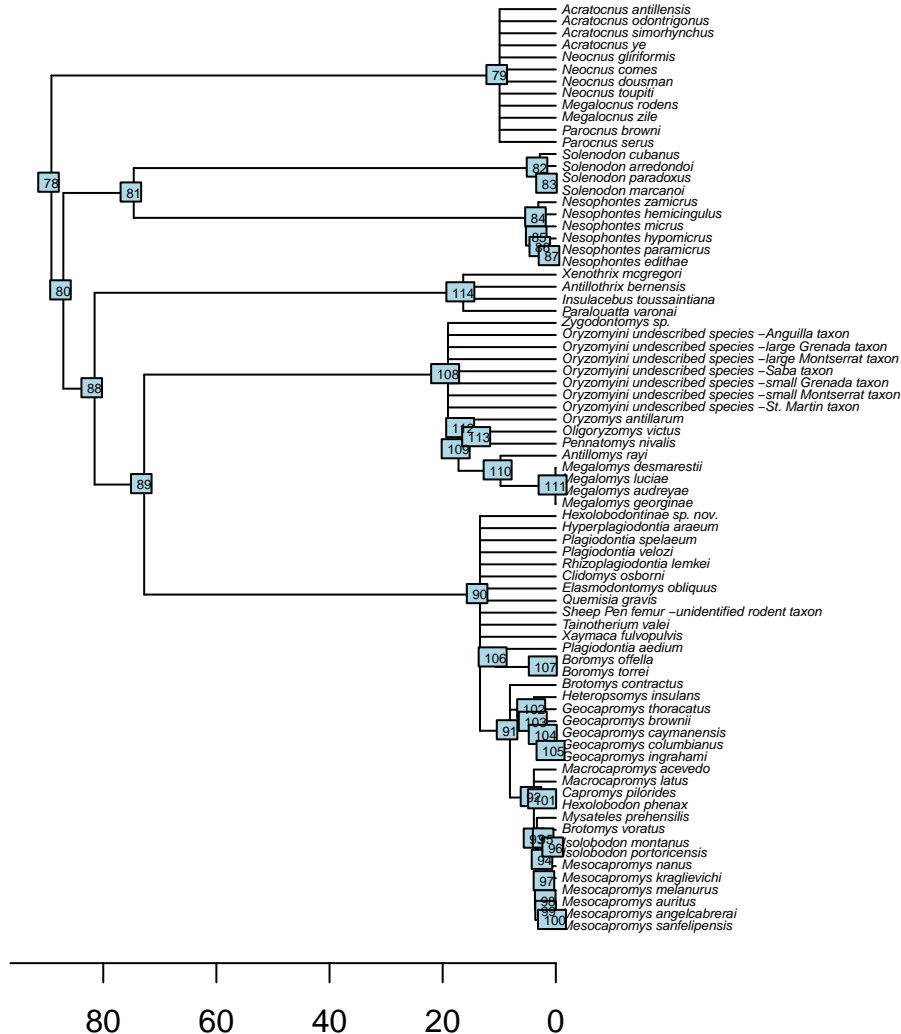 Acratocnus antillensis
Acratocnus odontrigonus
Acratocnus simorhynchus
Acratocnus ye
Neocnus gliriformis
Neocnus comes
79
Neocnus dousman
Neocnus toupiti
Megalocnus rodens
Megalocnus zile
Parocnus browni
Parocnus serus
Solenodon cubanus
82
Solenodon arredondoi
Solenodon paradoxus
83
Solenodon marcanoi
78
81
Nesophontes zamicrus
84
Nesophontes hemicingulus
Nesophontes micrus
85
Nesophontes hypomicrus
86
Nesophontes paramicrus
87
Nesophontes edithae
Xenothrix mcgregori
80
114
Antillothrix bernensis
Insulacebus toussaintiana
Paralouatta varonai
Zygodontomys sp.
Oryzomyini undescribed species −Anguilla taxon
Oryzomyini undescribed species −large Grenada taxon
Oryzomyini undescribed species −large Montserrat taxon
108
Oryzomyini undescribed species −Saba taxon
88
Oryzomyini undescribed species −small Grenada taxon
Oryzomyini undescribed species −small Montserrat taxon
Oryzomyini undescribed species −St. Martin taxon
Oryzomys antillarum
112
Oligoryzomys victus
113
Pennatomys nivalis
109
Antillomys rayi
110
Megalomys desmarestii
89
111
Megalomys luciae
Megalomys audreyae
Megalomys georginae
Hexolobodontinae sp. nov.
Hyperplagiodontia araeum
Plagiodontia spelaeum
Plagiodontia velozi
Rhizoplagiodontia lemkei
Clidomys osborni
Elasmodontomys obliquus
90
Quemisia gravis
Sheep Pen femur −unidentified rodent taxon
Tainotherium valei
Xaymaca fulvopulvis
Plagiodontia aedium
106
Boromys offella
107
Boromys torrei
Brotomys contractus
Heteropsomys insulans
102
Geocapromys thoracatus
103
Geocapromys brownii
91
104
Geocapromys caymanensis
105
Geocapromys columbianus
Geocapromys ingrahami
Macrocapromys acevedo
Macrocapromys latus
92
101
Capromys pilorides
Hexolobodon phenax
Mysateles prehensilis
Brotomys voratus
93
95
96
Isolobodon montanus
Isolobodon portoricensis
94
Mesocapromys nanus
97
Mesocapromys kraglievichi
Mesocapromys melanurus
98
Mesocapromys auritus
99
100
Mesocapromys angelcabrerai
Mesocapromys sanfelipensis
80 60 40 20 0